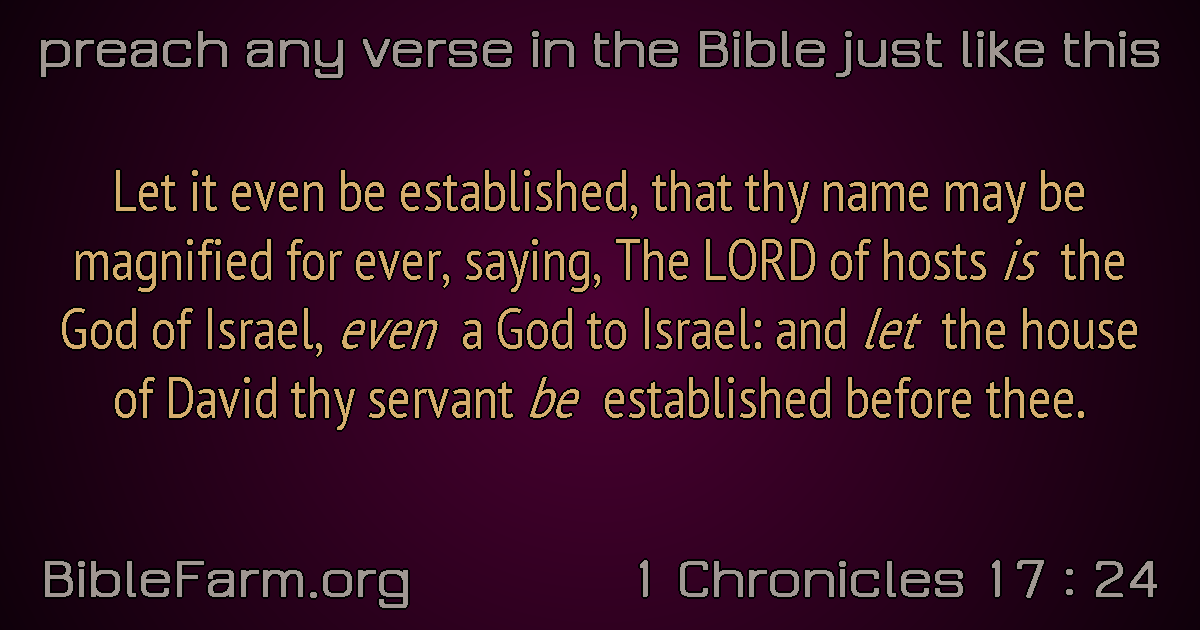 preach any verse in the Bible just like this
Let it even be established, that thy name may be
magnified for ever, saying, The LORD of hosts is the
God of Israel, even a God to Israel: and let the house
of David thy servant be established before thee.
BibleFarm.org
1 Chronicles 17 : 24